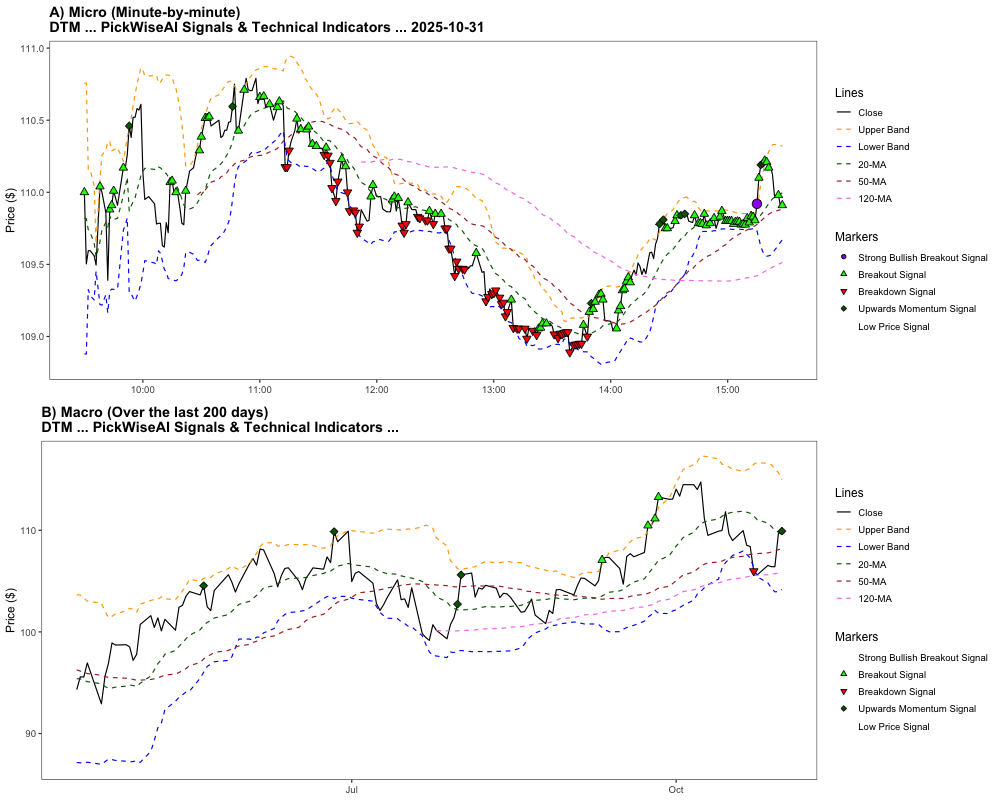 A) Micro (Minute-by-minute)
DTM ... PickWiseAI Signals & Technical Indicators ... 2025-10-31
111.0
110.5
110.0
109.5
109.0
Price ($)
10:00
11:00
12:00
13:00
14:00
15:00
Lines
Close
Upper Band
Lower Band
20-MA
50-MA
120-MA
Markers
Strong Bullish Breakout Signal
Breakout Signal
Breakdown Signal
Upwards Momentum Signal
Low Price Signal
B) Macro (Over the last 200 days)
DTM ... PickWiseAI Signals & Technical Indicators ...
110
100
90
Price ($)
Jul
Oct
Lines
Close
Upper Band
Lower Band
20-MA
50-MA
120-MA
Markers
Strong Bullish Breakout Signal
Breakout Signal
Breakdown Signal
Upwards Momentum Signal
Low Price Signal